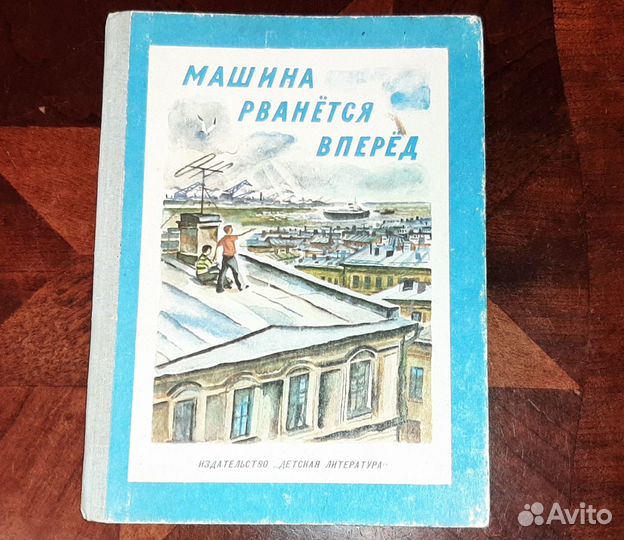 МАШИНА
РВАНЁТСЯ
ВПЕРЁД
ИЗДАТЕЛЬСТВО „ДЕТСКАЯ ЛИТЕРАТУРА“
Avito